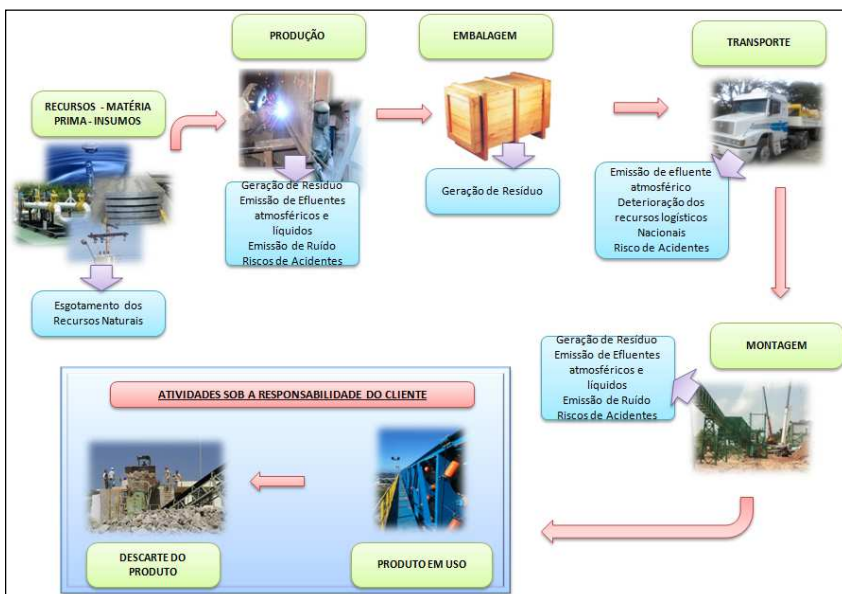 RECURSOS - MATÉRIA
PRIMA - INSUMOS
Esgotamento dos
Recursos Naturais
PRODUÇÃO
Geração de Resíduo
Emissão de Efluentes
atmosféricos e
líquidos
Emissão de Ruído
Riscos de Acidentes
EMBALAGEM
Geração de Resíduo
TRANSPORTE
Emissão de efluente
atmosférico
Deterioração dos
recursos logísticos
Nacionais
Risco de Acidentes
MONTAGEM
Geração de Resíduo
Emissão de Efluentes
atmosféricos e
líquidos
Emissão de Ruído
Riscos de Acidentes
ATIVIDADES SOB A RESPONSABILIDADE DO CLIENTE
PRODUTO EM USO
DESCARTE DO
PRODUTO